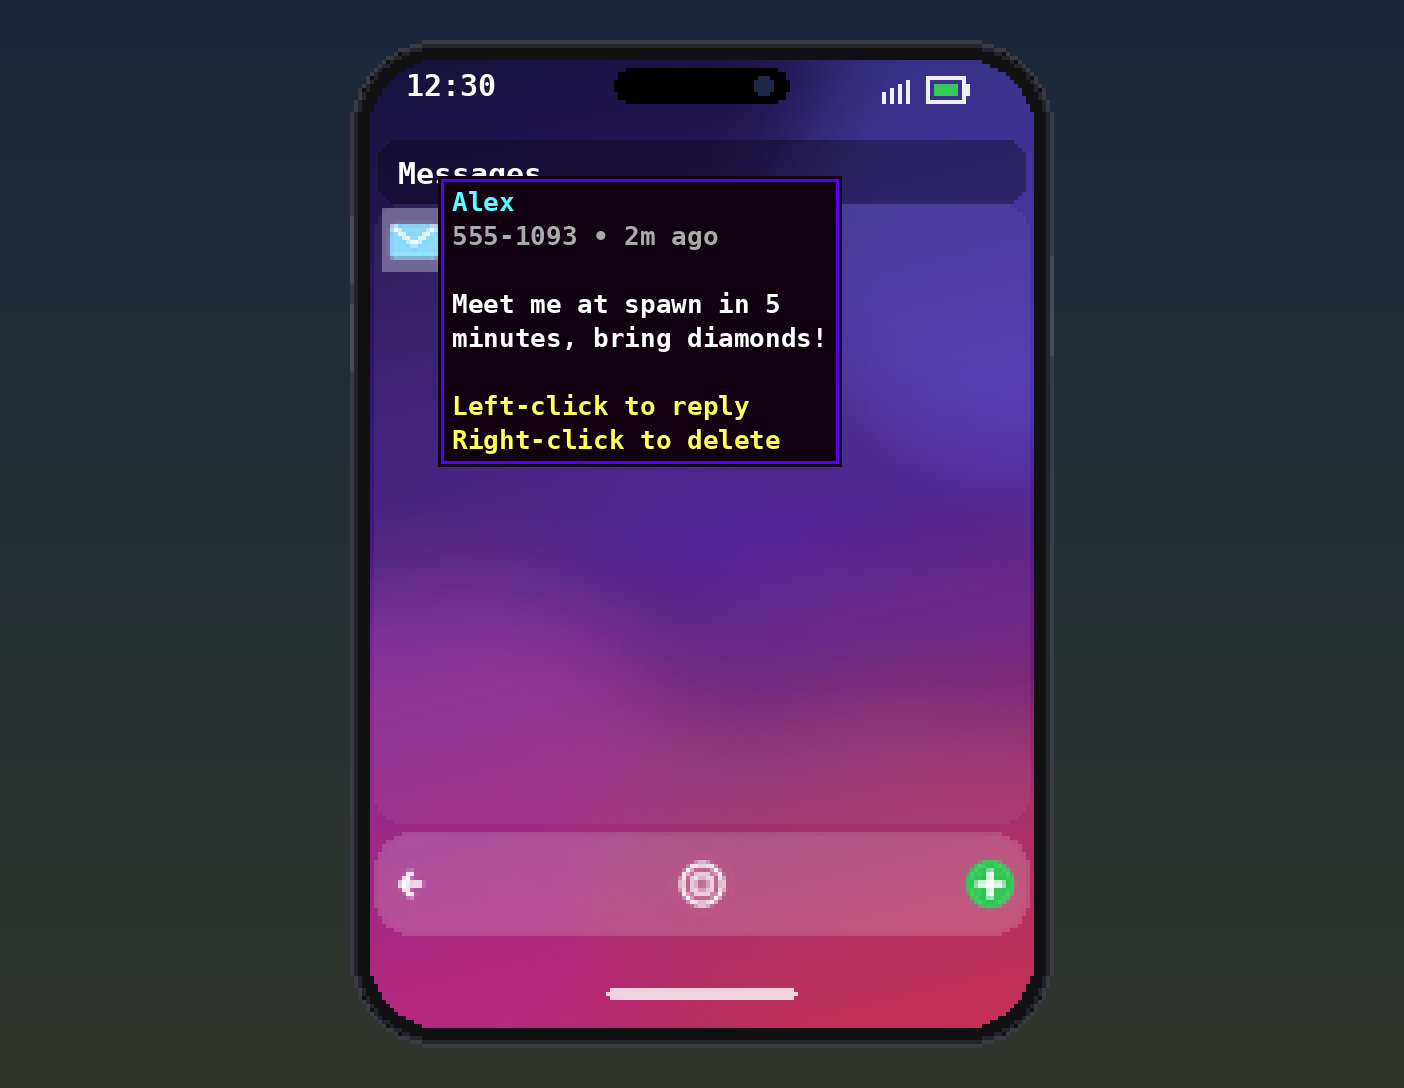 12:30
Messages
Alex
555-1093 • 2m ago
Meet me at spawn in 5
minutes, bring diamonds!
Left-click to reply
Right-click to delete